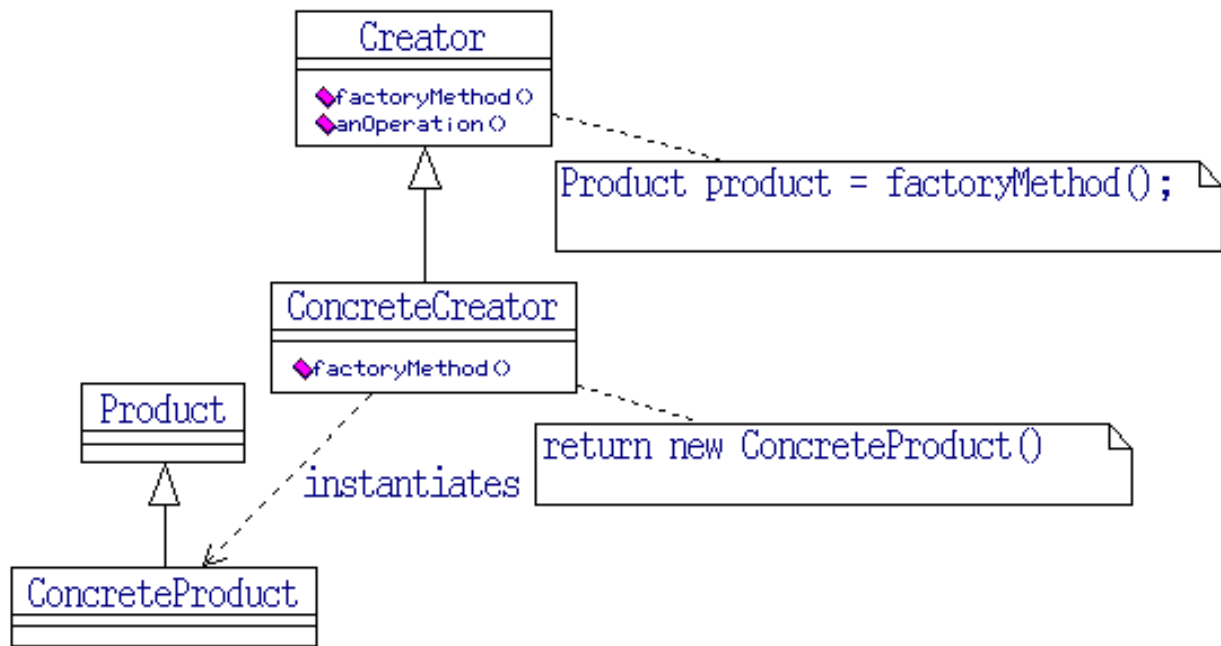 Creator
factoryMethod()
anOperation()
Product product = factoryMethod();
ConcreteCreator
factoryMethod()
Product
return new ConcreteProduct()
instantiates
ConcreteProduct